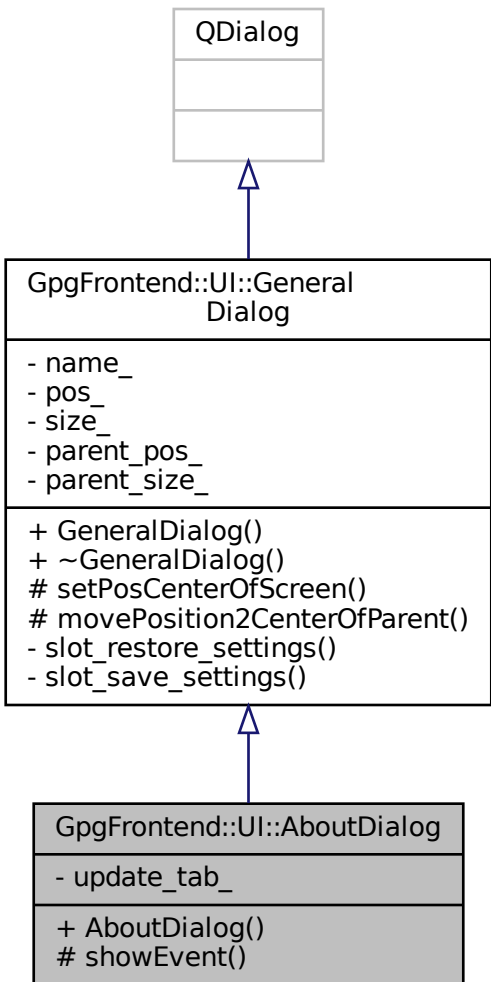 QDialog
GpgFrontend::UI::General
Dialog
- name_
- pos_
- size_
- parent_pos_
- parent_size_
+ GeneralDialog()
+ ~GeneralDialog()
# setPosCenterOfScreen()
# movePosition2CenterOfParent()
- slot_restore_settings()
- slot_save_settings()
GpgFrontend::UI::AboutDialog
- update_tab_
+ AboutDialog()
# showEvent()